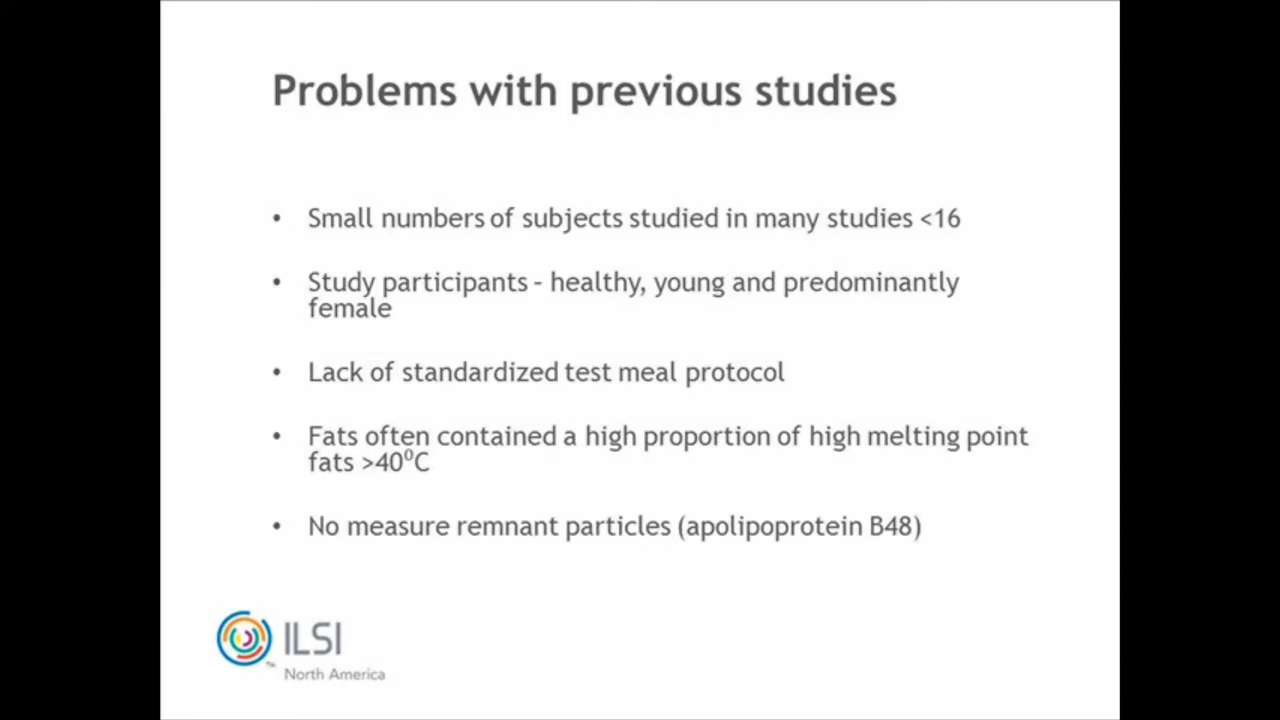 Problems with previous studies
• Small numbers of subjects studied in many studies <16
• Study participants – healthy, young and predominantly
female
• Lack of standardized test meal protocol
• Fats often contained a high proportion of high melting point
fats >40⁰C
• No measure remnant particles (apolipoprotein B48)
ILSI
™
North America